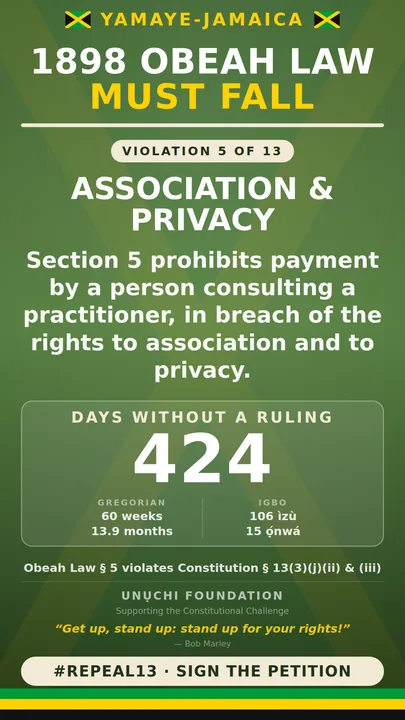 YAMAYE-JAMAICA
1898 OBEAH LAW
MUST FALL
VIOLATION 5 OF 13
ASSOCIATION &
PRIVACY
Section 5 prohibits payment
by a person consulting a
practitioner, in breach of the
rights to association and to
privacy.
DAYS WITHOUT A RULING
424
GREGORIAN
60 weeks
13.9 months
IGBO
106 ìzù
15 ọ́nwá
Obeah Law § 5 violates Constitution § 13(3)(j)(ii) & (iii)
UNỤCHI FOUNDATION
Supporting the Constitutional Challenge
“Get up, stand up: stand up for your rights!”
— Bob Marley
#REPEAL13 · SIGN THE PETITION